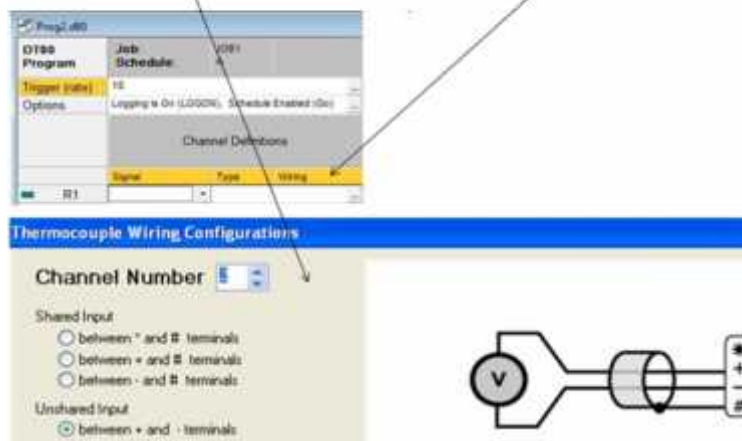 Prog2.d80
DT80 Program
Job: JOB1
Schedule: A
Trigger (rate) 1S
Options Logging is On (LOGON), Schedule Enabled (Go)
Channel Definitions
Signal Type Wiring
R1
Thermocouple Wiring Configurations
Channel Number 5
Shared Input
between * and # terminals
between + and # terminals
between - and # terminals
Unshared Input
between + and - terminals
V
*
+
-
#